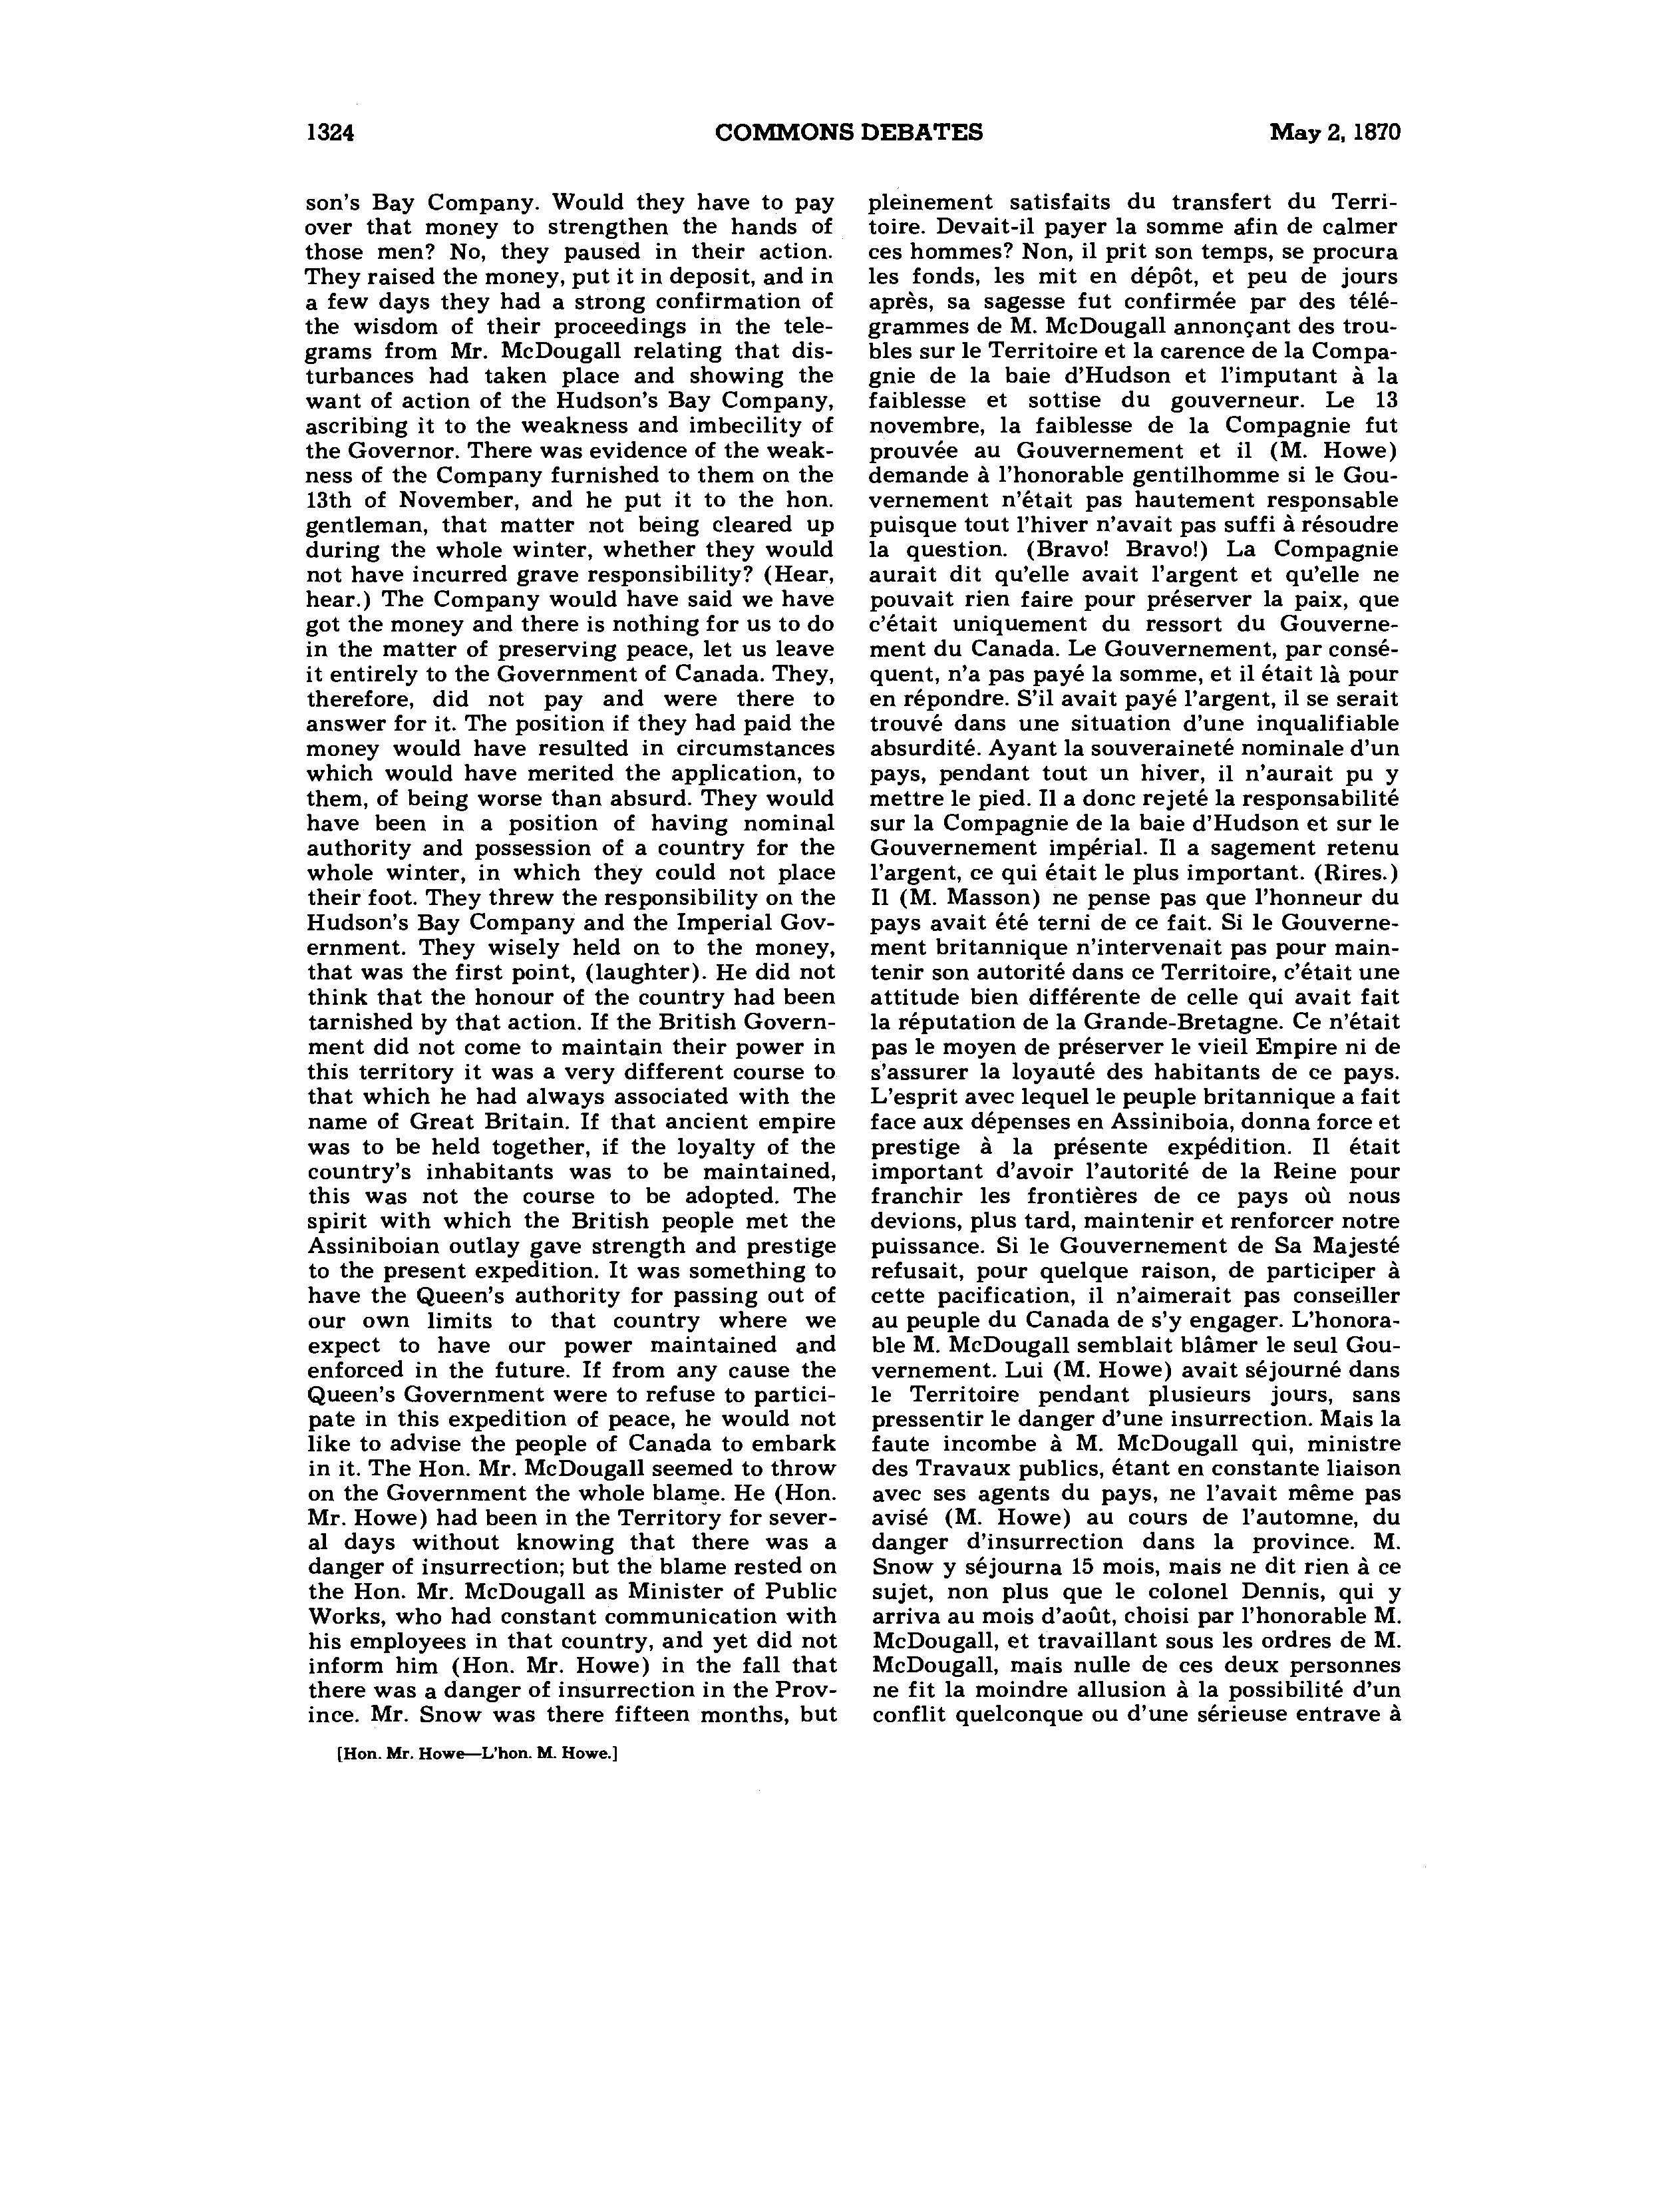 1324 COMMONS DEBATES May 2, 1870
son's Bay Company. Would they have to pay
over that money to strengthen the hands of
those men? No, they paused in their action.
They raised the money, put it in deposit, and in
a few days they had a strong confirmation of
the wisdom of their proceedings in the tele-
grams from Mr. McDougall relating that dis-
turbances had taken place and showing the
want of action of the Hudson's Bay Company,
ascribing it to the weakness and imbecility of
the Governor. There was evidence of the weak-
ness of the Company furnished to them on the
13th of November, and he put it to the hon.
gentleman, that matter not being cleared up
during the whole winter, whether they would
not have incurred grave responsibility? (Hear,
hear.) The Company would have said we have
got the money and there is nothing for us to do
in the matter of preserving peace, let us leave
it entirely to the Government of Canada. They,
therefore, did not pay and were there to
answer for it. The position if they had paid the
money would have resulted in circumstances
which would have merited the application, to
them, of being worse than absurd. They would
have been in a position of having nominal
authority and possession of a country for the
whole winter, in which they could not place
their foot. They threw the responsibility on the
Hudson's Bay Company and the Imperial Gov-
ernment. They wisely held on to the money,
that was the first point, (laughter). He did not
think that the honour of the country had been
tarnished by that action. If the British Govern-
ment did not come to maintain their power in
this territory it was a very different course to
that which he had always associated with the
name of Great Britain. If that ancient empire
was to be held together, if the loyalty of the
country's inhabitants was to be maintained,
this was not the course to be adopted. The
spirit with which the British people met the
Assiniboian outlay gave strength and prestige
to the present expedition. It was something to
have the Queen's authority for passing out of
our own limits to that country where we
expect to have our power maintained and
enforced in the future. If from any cause the
Queen's Government were to refuse to partici-
pate in this expedition of peace, he would not
like to advise the people of Canada to embark
in it. The Hon. Mr. McDougall seemed to throw
on the Government the whole blame. He (Hon.
Mr. Howe) had been in the Territory for sever-
al days without knowing that there was a
danger of insurrection; but the blame rested on
the Hon. Mr. McDougall as Minister of Public
Works, who had constant communication with
his employees in that country, and yet did not
inform him (Hon. Mr. Howe) in the fall that
there was a danger of insurrection in the Prov-
ince. Mr. Snow was there fifteen months, but
pleinement satisfaits du transfert du Terri-
toire. Devait-il payer la somme afin de calmer
ces hommes? Non, il prit son temps, se procura
les fonds, les mit en dépôt, et peu de jours
après, sa sagesse fut confirmée par des télé-
grammes de M. McDougall annonçant des trou-
bles sur le Territoire et la carence de la Compa-
gnie de la baie d'Hudson et l'imputant à la
faiblesse et sottise du gouverneur. Le 13
novembre, la faiblesse de la Compagnie fut
prouvée au Gouvernement et il (M. Howe)
demande à l'honorable gentilhomme si le Gou-
vernement n'était pas hautement responsable
puisque tout l'hiver n'avait pas suffi à résoudre
la question. (Bravo! Bravo!) La Compagnie
aurait dit qu'elle avait l'argent et qu'elle ne
pouvait rien faire pour préserver la paix, que
c'était uniquement du ressort du Gouverne-
ment du Canada. Le Gouvernement, par consé-
quent, n'a pas payé la somme, et il était là pour
en répondre. S'il avait payé l'argent, il se serait
trouvé dans une situation d'une inqualifiable
absurdité. Ayant la souveraineté nominale d'un
pays, pendant tout un hiver, il n'aurait pu y
mettre le pied. Il a donc rejeté la responsabilité
sur la Compagnie de la baie d'Hudson et sur le
Gouvernement impérial. Il a sagement retenu
l'argent, ce qui était le plus important. (Rires.)
Il (M. Masson) ne pense pas que l'honneur du
pays avait été terni de ce fait. Si le Gouverne-
ment britannique n'intervenait pas pour main-
tenir son autorité dans ce Territoire, c'était une
attitude bien différente de celle qui avait fait
la réputation de la Grande-Bretagne. Ce n'était
pas le moyen de préserver le vieil Empire ni de
s'assurer la loyauté des habitants de ce pays.
L'esprit avec lequel le peuple britannique a fait
face aux dépenses en Assiniboia, donna force et
prestige à la présente expédition. Il était
important d'avoir l'autorité de la Reine pour
franchir les frontières de ce pays où nous
devions, plus tard, maintenir et renforcer notre
puissance. Si le Gouvernement de Sa Majesté
refusait, pour quelque raison, de participer à
cette pacification, il n'aimerait pas conseiller
au peuple du Canada de s'y engager. L'honora-
ble M. McDougall semblait blâmer le seul Gou-
vernement. Lui (M. Howe) avait séjourné dans
le Territoire pendant plusieurs jours, sans
pressentir le danger d'une insurrection. Mais la
faute incombe à M. McDougall qui, ministre
des Travaux publics, étant en constante liaison
avec ses agents du pays, ne l'avait même pas
avisé (M. Howe) au cours de l'automne, du
danger d'insurrection dans la province. M.
Snow y séjourna 15 mois, mais ne dit rien à ce
sujet, non plus que le colonel Dennis, qui y
arriva au mois d'août, choisi par l'honorable M.
McDougall, et travaillant sous les ordres de M.
McDougall, mais nulle de ces deux personnes
ne fit la moindre allusion à la possibilité d'un
conflit quelconque ou d'une sérieuse entrave à
[Hon. Mr. Howe—L'hon. M. Howe.]